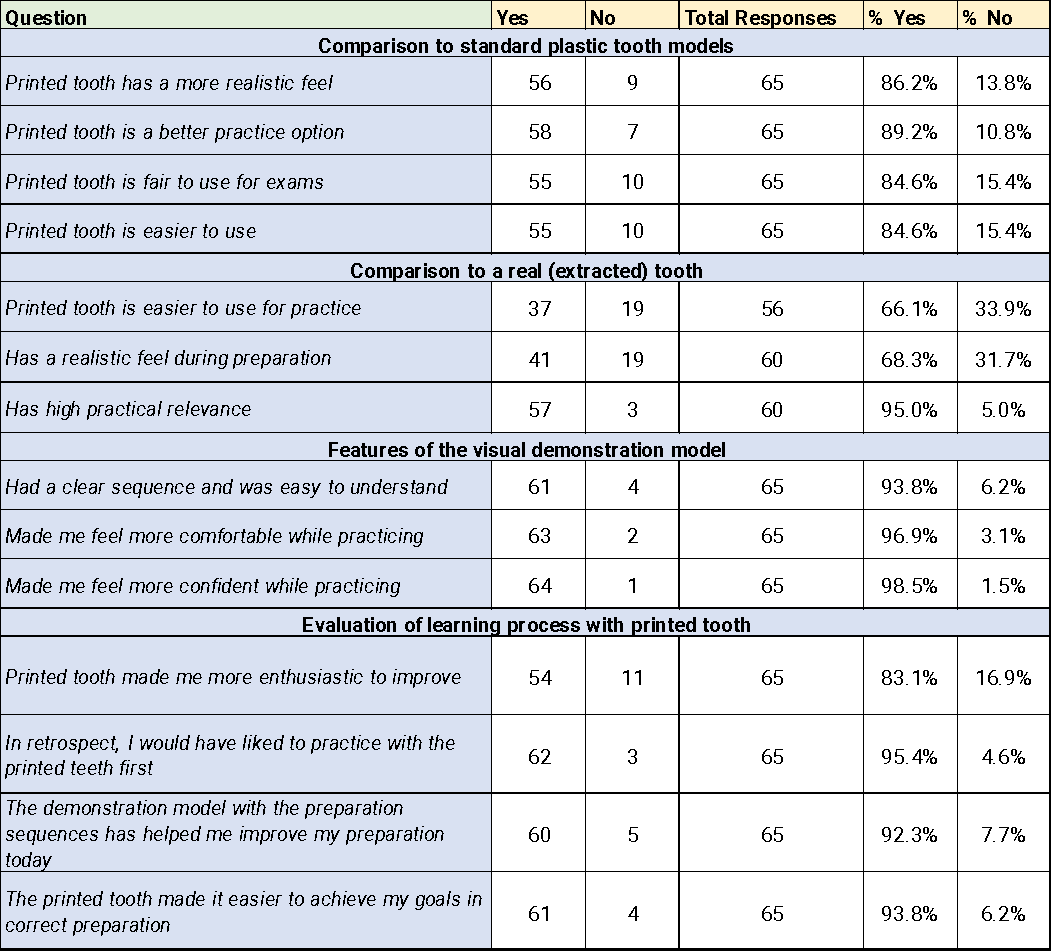 Question Yes No Total Responses % Yes % No
Comparison to standard plastic tooth models
Printed tooth has a more realistic feel 56 9 65 86.2% 13.8%
Printed tooth is a better practice option 58 7 65 89.2% 10.8%
Printed tooth is fair to use for exams 55 10 65 84.6% 15.4%
Printed tooth is easier to use 55 10 65 84.6% 15.4%
Comparison to a real (extracted) tooth
Printed tooth is easier to use for practice 37 19 56 66.1% 33.9%
Has a realistic feel during preparation 41 19 60 68.3% 31.7%
Has high practical relevance 57 3 60 95.0% 5.0%
Features of the visual demonstration model
Had a clear sequence and was easy to understand 61 4 65 93.8% 6.2%
Made me feel more comfortable while practicing 63 2 65 96.9% 3.1%
Made me feel more confident while practicing 64 1 65 98.5% 1.5%
Evaluation of learning process with printed tooth
Printed tooth made me more enthusiastic to improve 54 11 65 83.1% 16.9%
In retrospect, I would have liked to practice with the
printed teeth first 62 3 65 95.4% 4.6%
The demonstration model with the preparation
sequences has helped me improve my preparation 60 5 65 92.3% 7.7%
today
The printed tooth made it easier to achieve my goals in
correct preparation 61 4 65 93.8% 6.2%